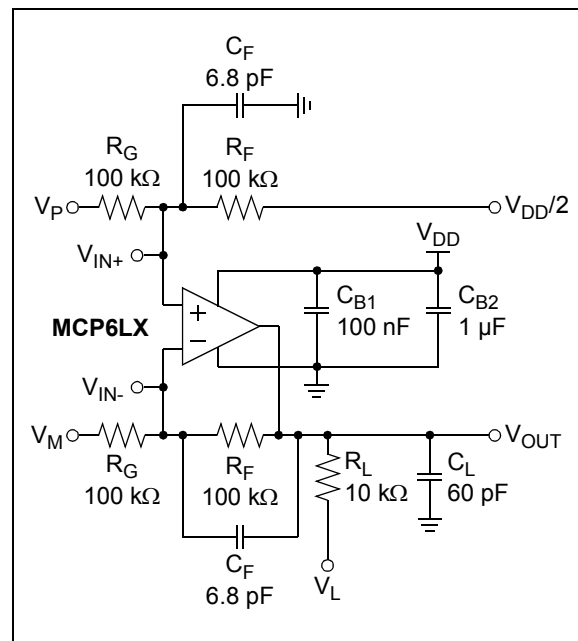 C_F
6.8 pF
R_G
100 kΩ
R_F
100 kΩ
V_P
V_DD/2
V_IN+
V_DD
MCP6LX
+
−
C_B1
100 nF
C_B2
1 µF
V_IN-
V_M
V_OUT
R_G
100 kΩ
R_F
100 kΩ
R_L
10 kΩ
C_L
60 pF
C_F
6.8 pF
V_L